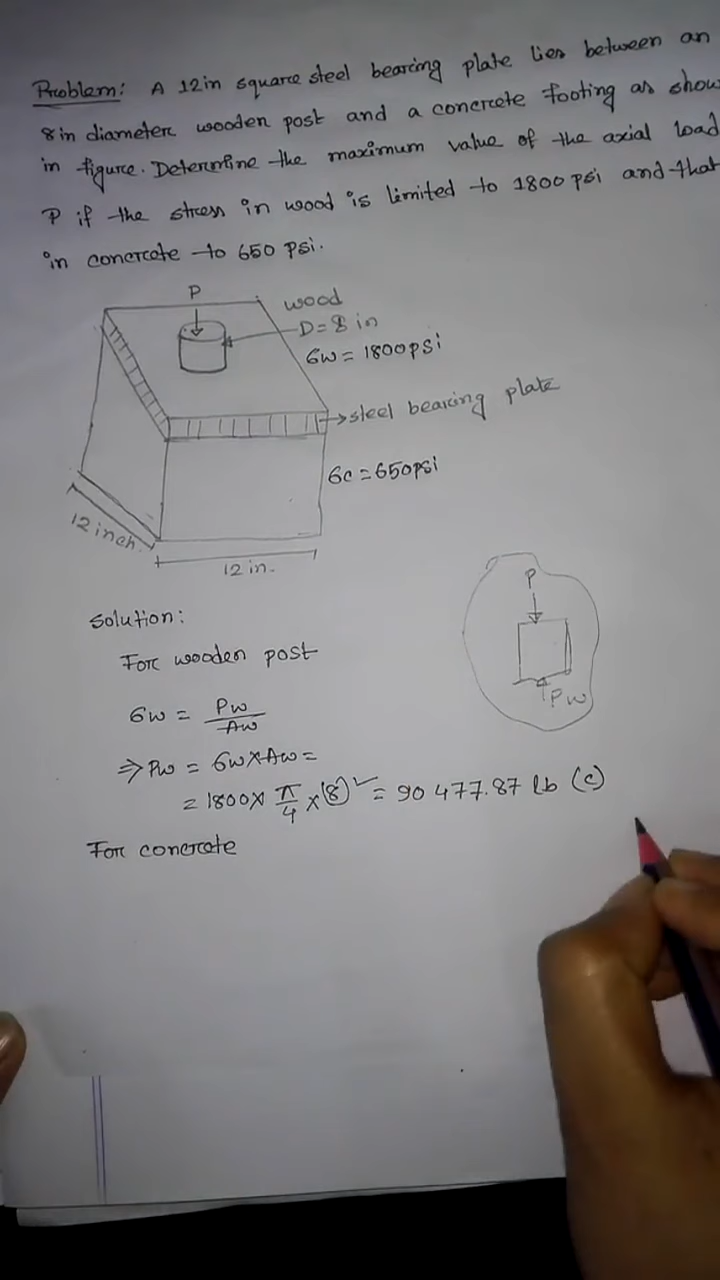 Problem: A 12in square steel bearing plate lies between an
8in diameter wooden post and a concrete footing as show
in figure. Determine the maximum value of the axial load
P if the stress in wood is limited to 1800 psi and that
in concrete to 650 psi.
P
wood
D = 8 in
σw = 1800psi
steel bearing plate
σc = 650psi
12 inch.
12 in.
Solution:
For wooden post
P
Pw
σw = Pw/Aw
⇒ Pw = σw × Aw =
= 1800 × π/4 × (8)² = 90 477.87 lb (c)
For concrete